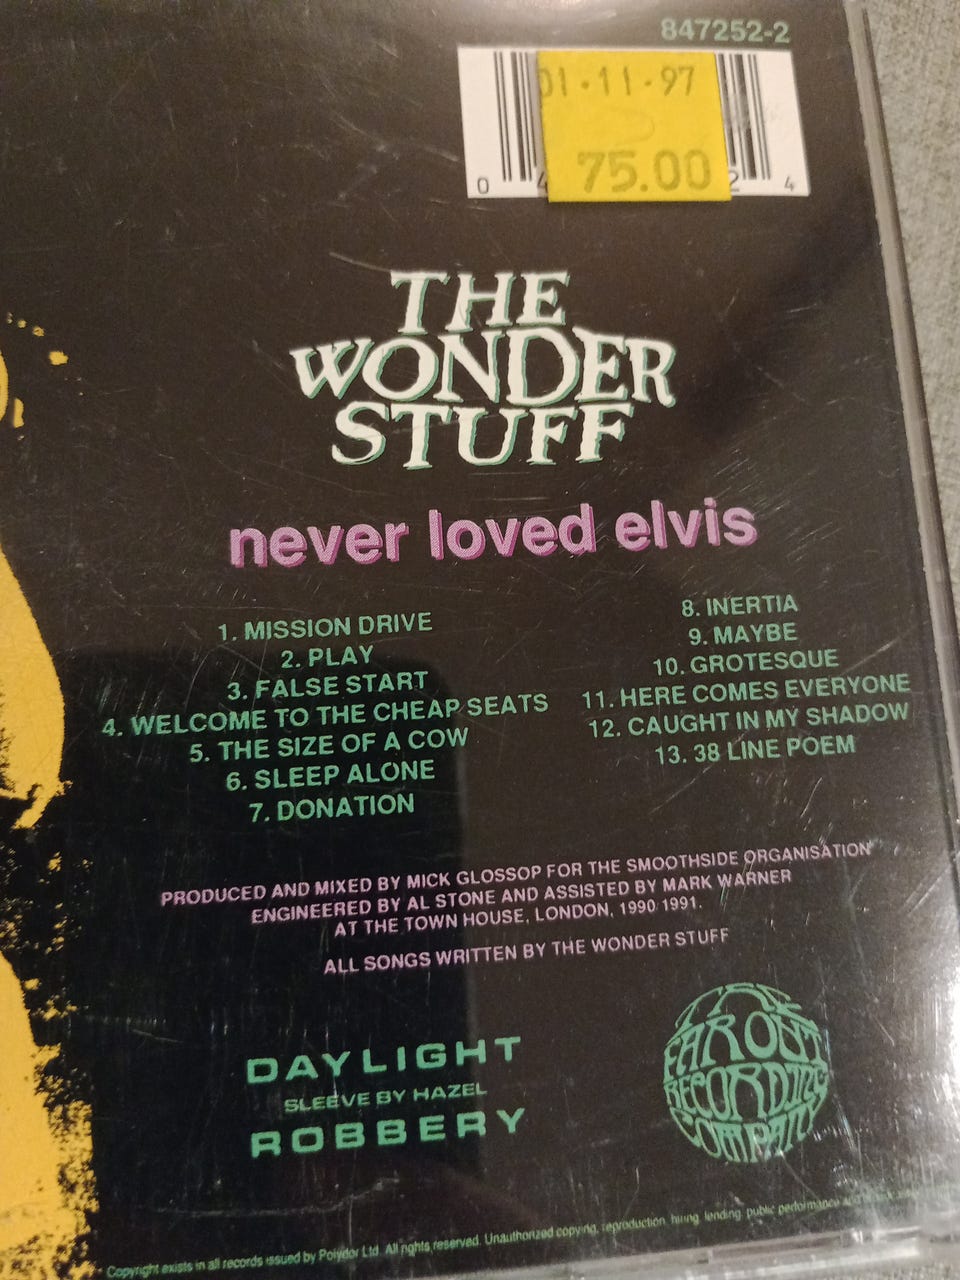 847252-2
01·11·97
75.00
0 4 2 4
THE
WONDER
STUFF
never loved elvis
1. MISSION DRIVE
2. PLAY
3. FALSE START
4. WELCOME TO THE CHEAP SEATS
5. THE SIZE OF A COW
6. SLEEP ALONE
7. DONATION
8. INERTIA
9. MAYBE
10. GROTESQUE
11. HERE COMES EVERYONE
12. CAUGHT IN MY SHADOW
13. 38 LINE POEM
PRODUCED AND MIXED BY MICK GLOSSOP FOR THE SMOOTHSIDE ORGANISATION
ENGINEERED BY AL STONE AND ASSISTED BY MARK WARNER
AT THE TOWN HOUSE, LONDON, 1990 1991.
ALL SONGS WRITTEN BY THE WONDER STUFF
DAYLIGHT
SLEEVE BY HAZEL
ROBBERY
THE
FAR OUT
RECORDING
COMPANY
Copyright exists in all records issued by Polydor Ltd. All rights reserved. Unauthorized copying, reproduction, hiring, lending, public performance and